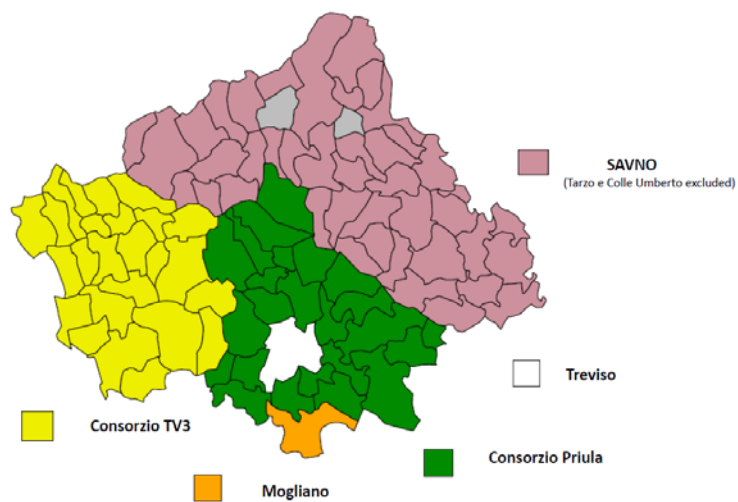 SAVNO
(Tarzo e Colle Umberto excluded)
Treviso
Consorzio TV3
Consorzio Priula
Mogliano